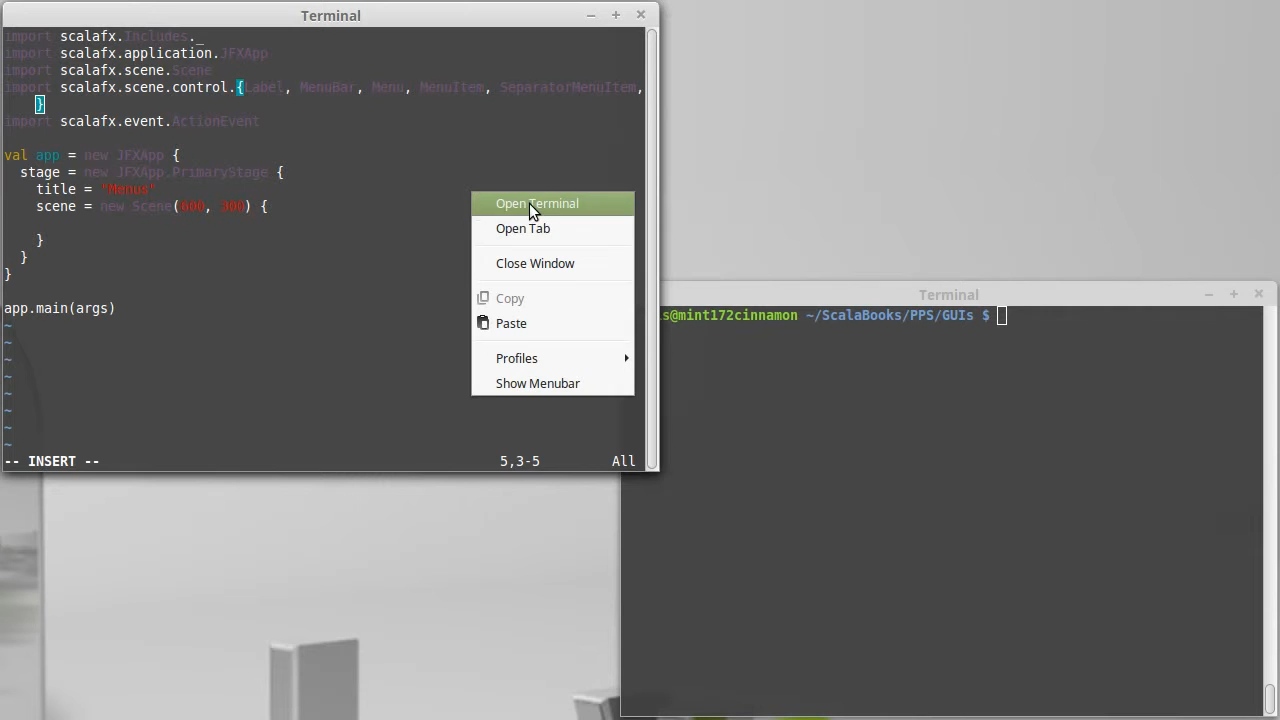 Terminal
import scalafx.Includes._
import scalafx.application.JFXApp
import scalafx.scene.Scene
import scalafx.scene.control.{Label, MenuBar, Menu, MenuItem, SeparatorMenuItem,
}
import scalafx.event.ActionEvent
val app = new JFXApp {
stage = new JFXApp.PrimaryStage {
title = "Menus"
scene = new Scene(600, 300) {
}
}
}
app.main(args)
~
~
~
~
~
~
~
~
-- INSERT -- 5,3-5 All
Open Terminal
Open Tab
Close Window
Copy
Paste
Profiles
Show Menubar
Terminal
s@mint172cinnamon ~/ScalaBooks/PPS/GUIs $